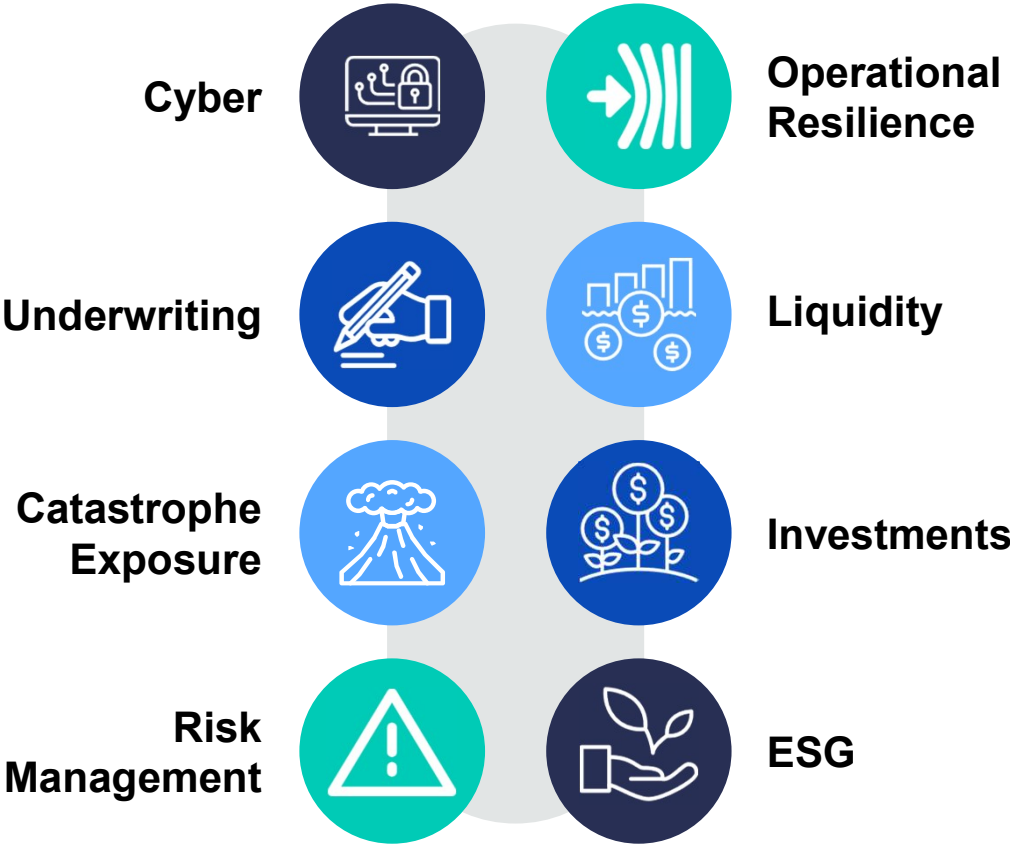 Cyber
Operational
Resilience
Underwriting
Liquidity
Catastrophe
Exposure
Investments
Risk
Management
ESG